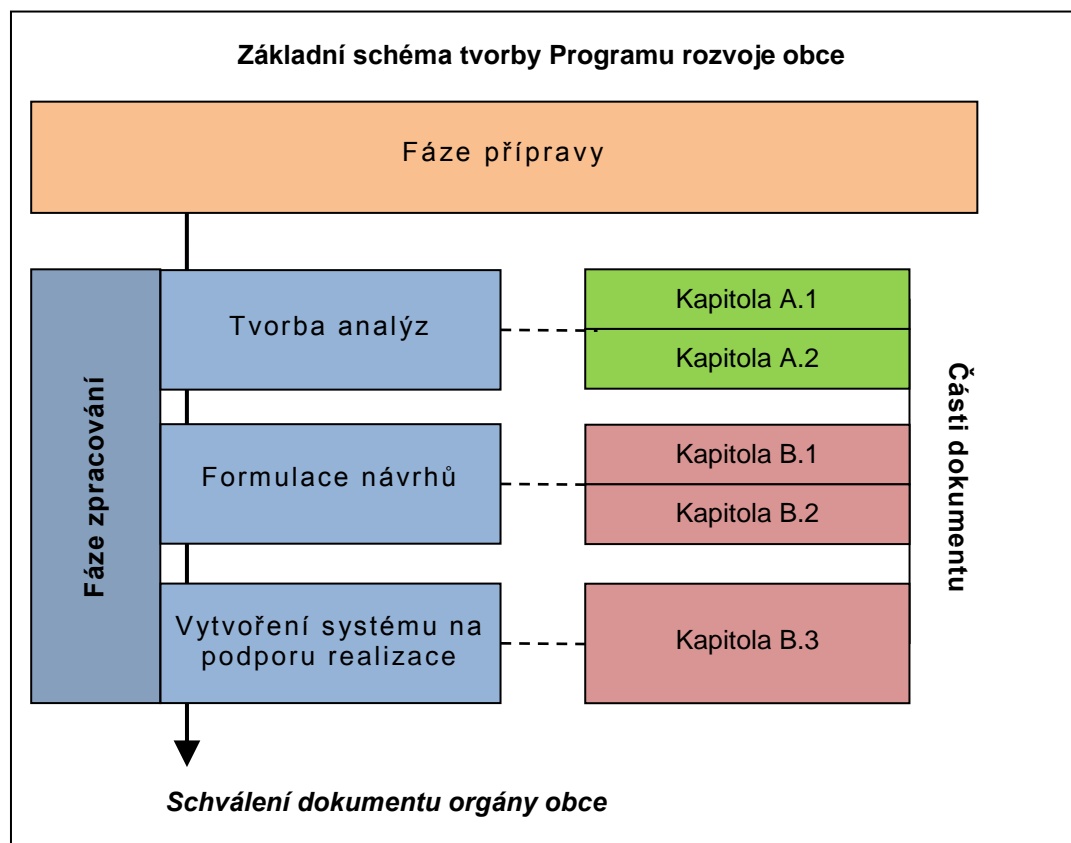 Základní schéma tvorby Programu rozvoje obce
Fáze přípravy
Fáze zpracování
Tvorba analýz
Kapitola A.1
Kapitola A.2
Formulace návrhů
Kapitola B.1
Kapitola B.2
Vytvoření systému na
podporu realizace
Kapitola B.3
Části dokumentu
Schválení dokumentu orgány obce